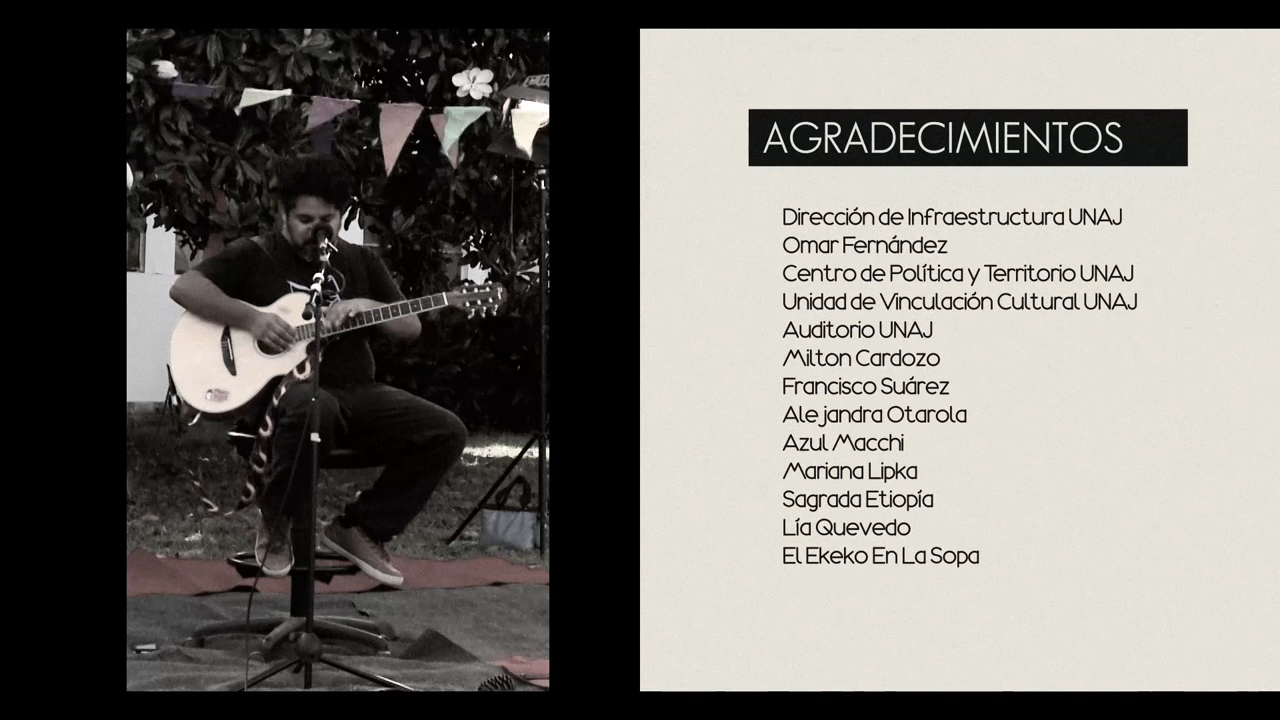 AGRADECIMIENTOS
Dirección de Infraestructura UNAJ
Omar Fernández
Centro de Política y Territorio UNAJ
Unidad de Vinculación Cultural UNAJ
Auditorio UNAJ
Milton Cardozo
Francisco Suárez
Alejandra Otarola
Azul Macchi
Mariana Lipka
Sagrada Etiopía
Lía Quevedo
El Ekeko En La Sopa